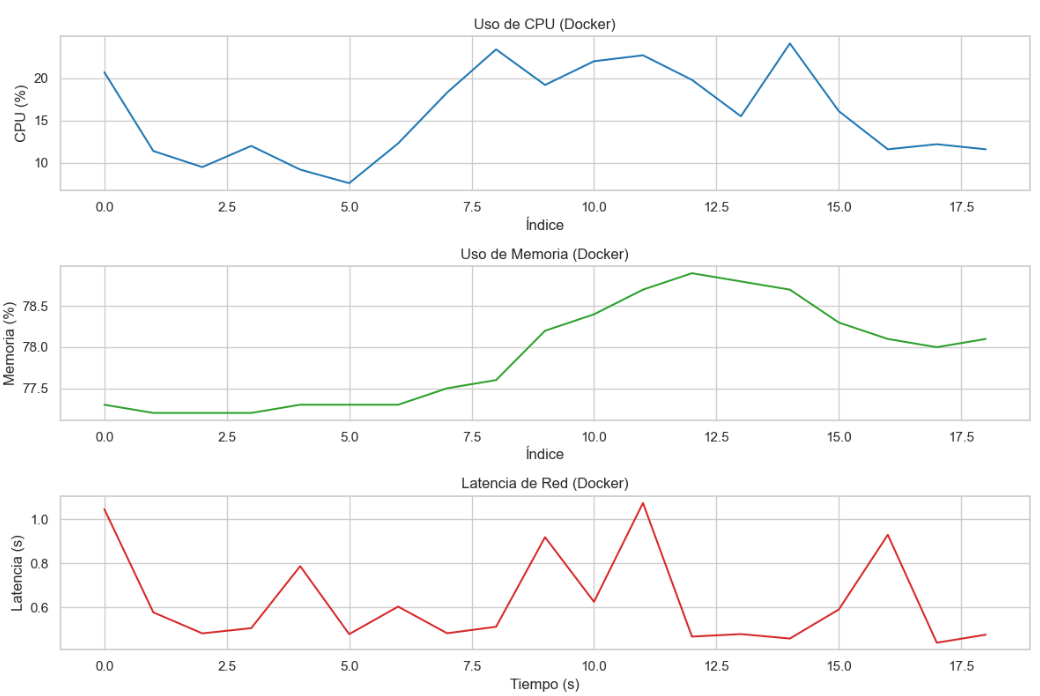 Uso de CPU (Docker)
CPU (%)
20
15
10
0.0 2.5 5.0 7.5 10.0 12.5 15.0 17.5
Índice
Uso de Memoria (Docker)
Memoria (%)
78.5
78.0
77.5
0.0 2.5 5.0 7.5 10.0 12.5 15.0 17.5
Índice
Latencia de Red (Docker)
Latencia (s)
1.0
0.8
0.6
0.0 2.5 5.0 7.5 10.0 12.5 15.0 17.5
Tiempo (s)